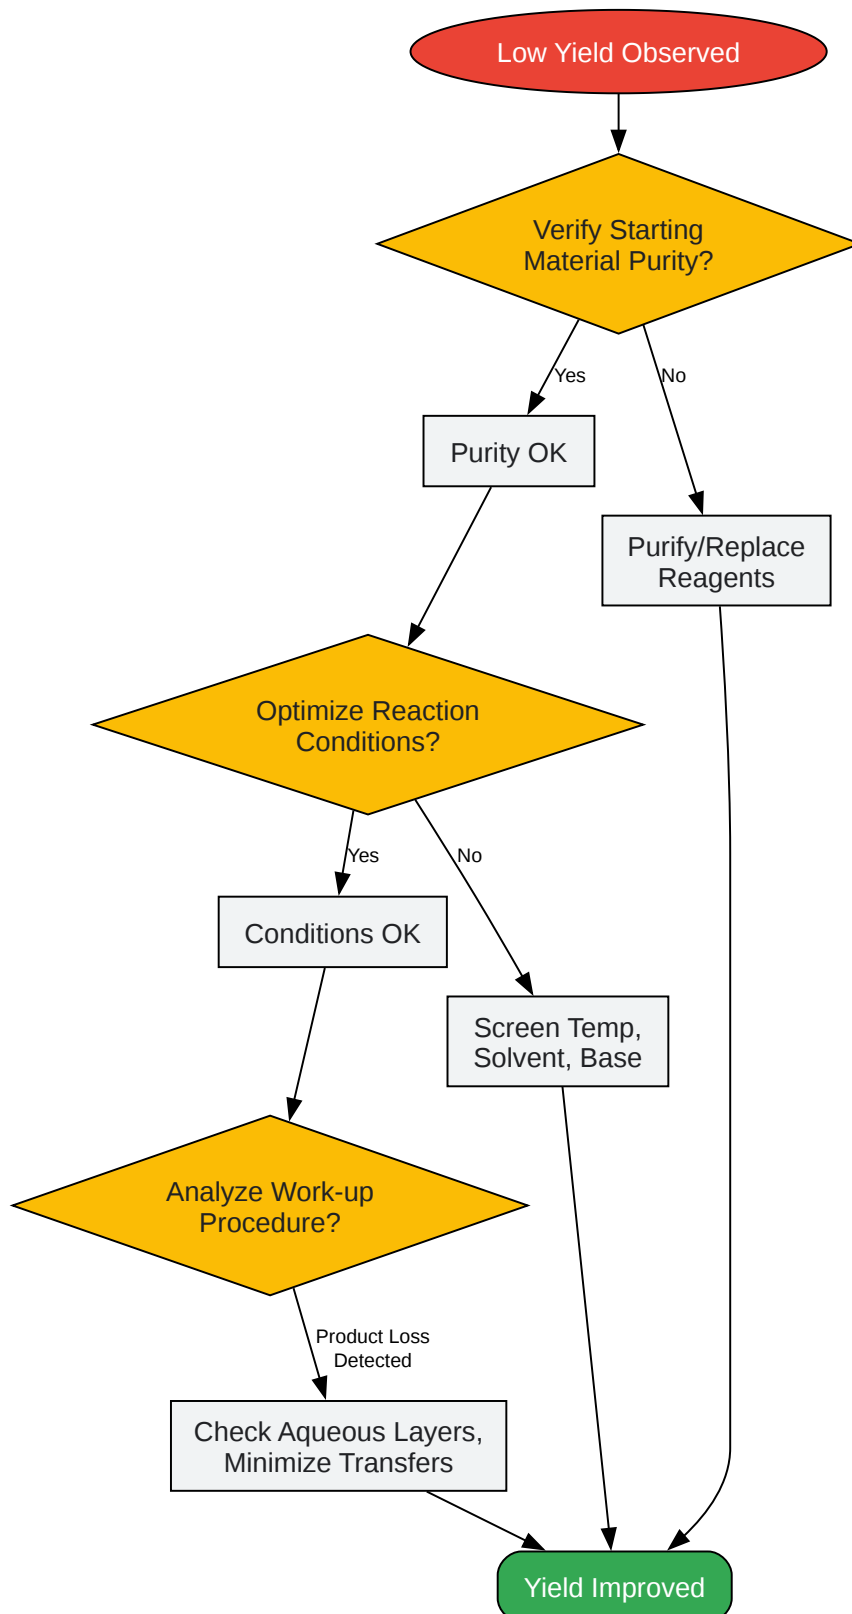 Low Yield Observed
Verify Starting
Material Purity?
Yes
No
Purity OK
Purify/Replace
Reagents
Optimize Reaction
Conditions?
Yes
No
Conditions OK
Screen Temp,
Solvent, Base
Analyze Work-up
Procedure?
Product Loss
Detected
Check Aqueous Layers,
Minimize Transfers
Yield Improved